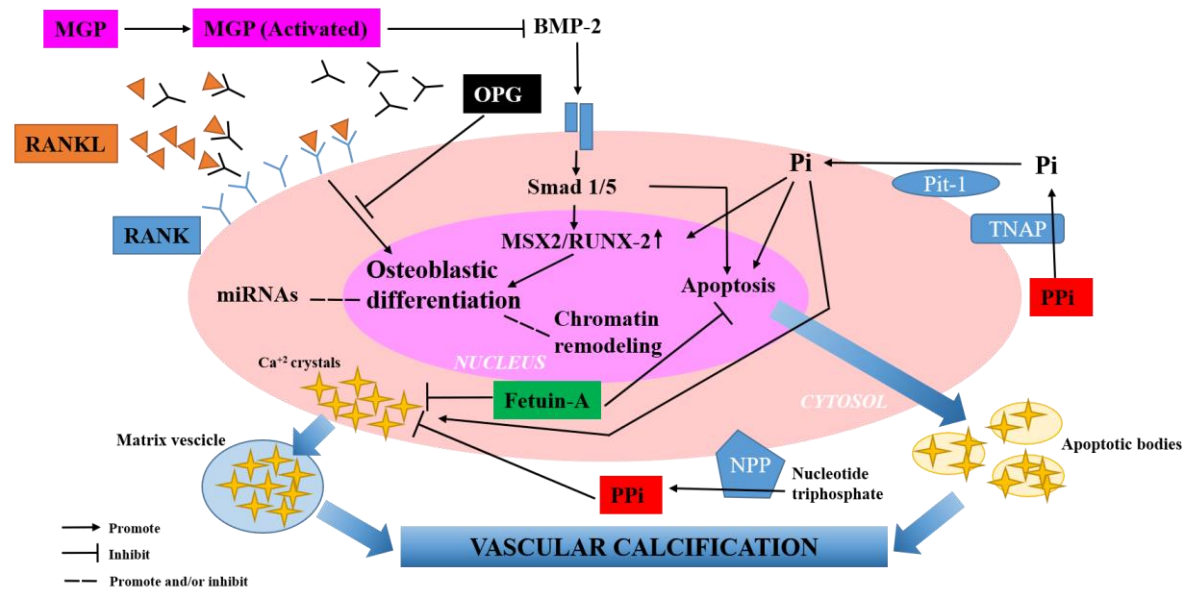 MGP
MGP (Activated)
BMP-2
OPG
RANKL
RANK
Smad 1/5
Pi
Pi
Pit-1
TNAP
PPi
MSX2/RUNX-2
Osteoblastic
differentiation
Apoptosis
miRNAs
Chromatin
remodeling
NUCLEUS
Ca+2 crystals
Fetuin-A
CYTOSOL
Matrix vescicle
Apoptotic bodies
NPP
Nucleotide
triphosphate
PPi
Promote
Inhibit
Promote and/or inhibit
VASCULAR CALCIFICATION